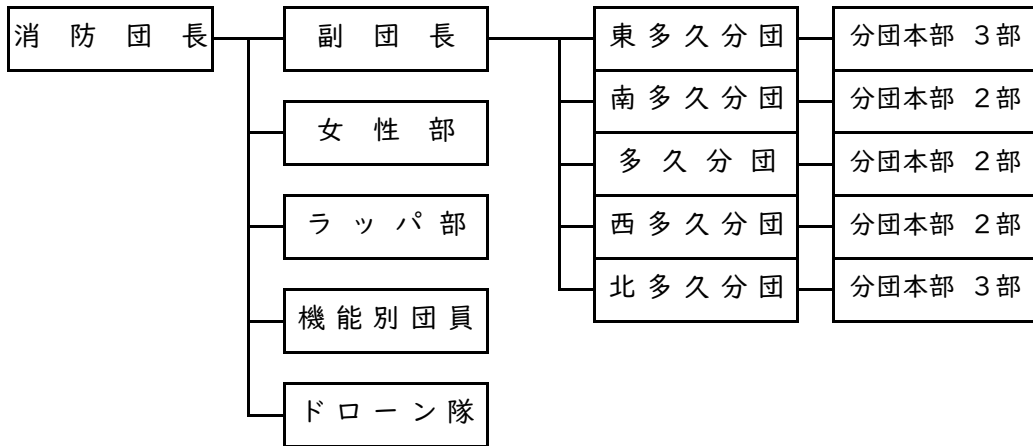 消防団長 副団長 東多久分団 分団本部 3部
南多久分団 分団本部 2部
女性部
多久分団 分団本部 2部
ラッパ部 西多久分団 分団本部 2部
北多久分団 分団本部 3部
機能別団員
ドローン隊